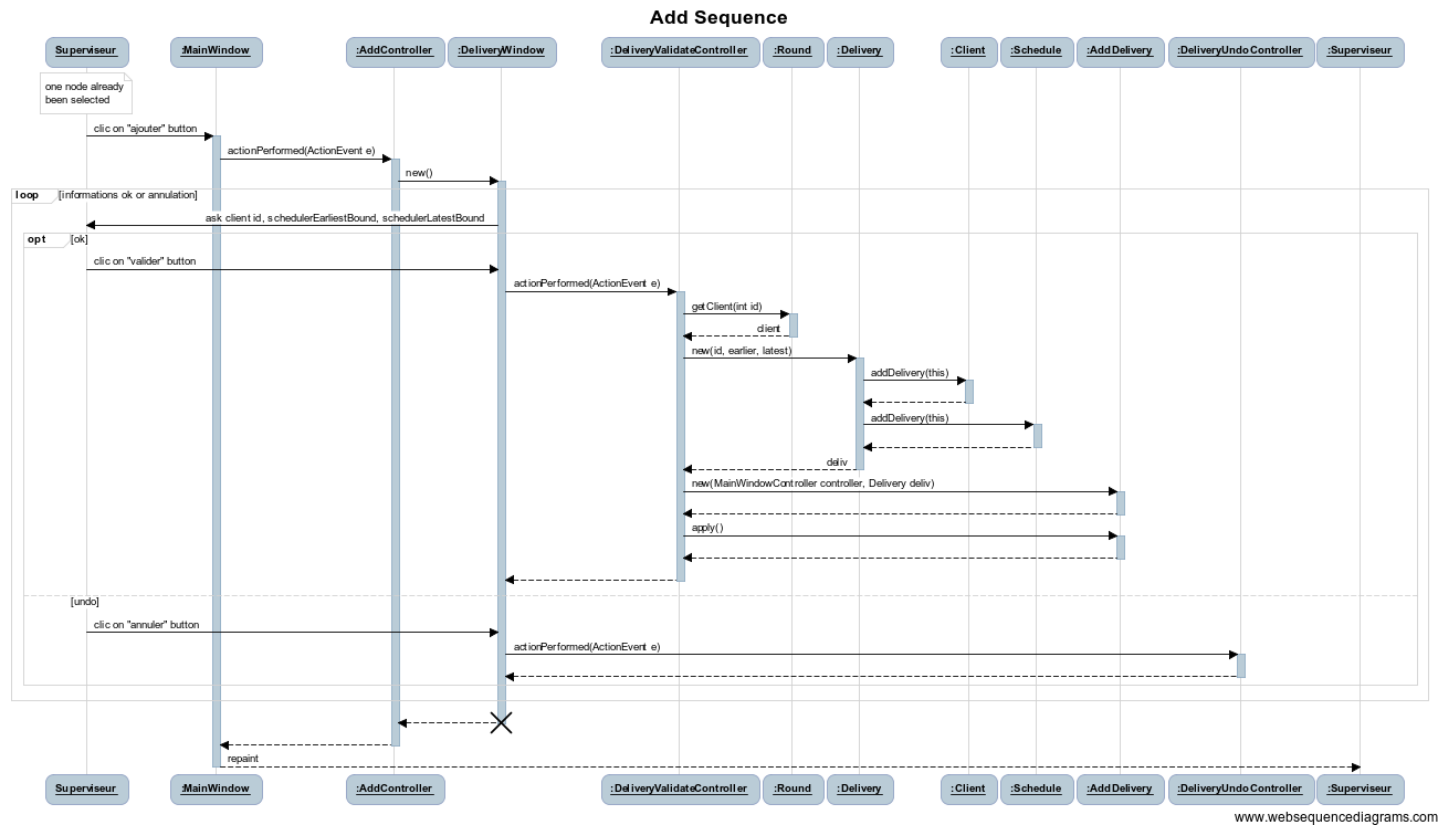 Add Sequence
Superviseur
:MainWindow
:AddController
:DeliveryWindow
:DeliveryValidateController
:Round
:Delivery
:Client
:Schedule
:AddDelivery
:DeliveryUndoController
:Superviseur
one node already
been selected
clic on "ajouter" button
actionPerformed(ActionEvent e)
new()
loop
[informations ok or annulation]
ask client id, schedulerEarliestBound, schedulerLatestBound
opt
[ok]
clic on "valider" button
actionPerformed(ActionEvent e)
getClient(int id)
client
new(id, earlier, latest)
addDelivery(this)
addDelivery(this)
deliv
new(MainWindowController controller, Delivery deliv)
apply()
[undo]
clic on "annuler" button
actionPerformed(ActionEvent e)
repaint
Superviseur
:MainWindow
:AddController
:DeliveryValidateController
:Round
:Delivery
:Client
:Schedule
:AddDelivery
:DeliveryUndoController
:Superviseur
www.websequencediagrams.com